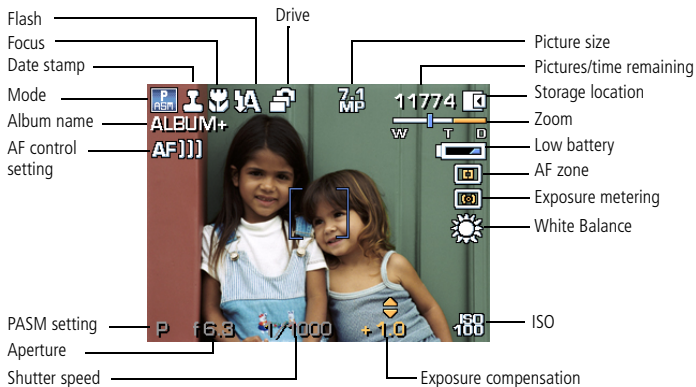 Flash
Focus
Date stamp
Mode
Album name
AF control
setting
PASM setting
Aperture
Shutter speed
Drive
Picture size
Pictures/time remaining
Storage location
Zoom
Low battery
AF zone
Exposure metering
White Balance
ISO
Exposure compensation
P
ASM
A
7.1
MP
11774
ALBUM+
W T D
AF)))
P f 6.3 1/1000 +1.0
ISO
100